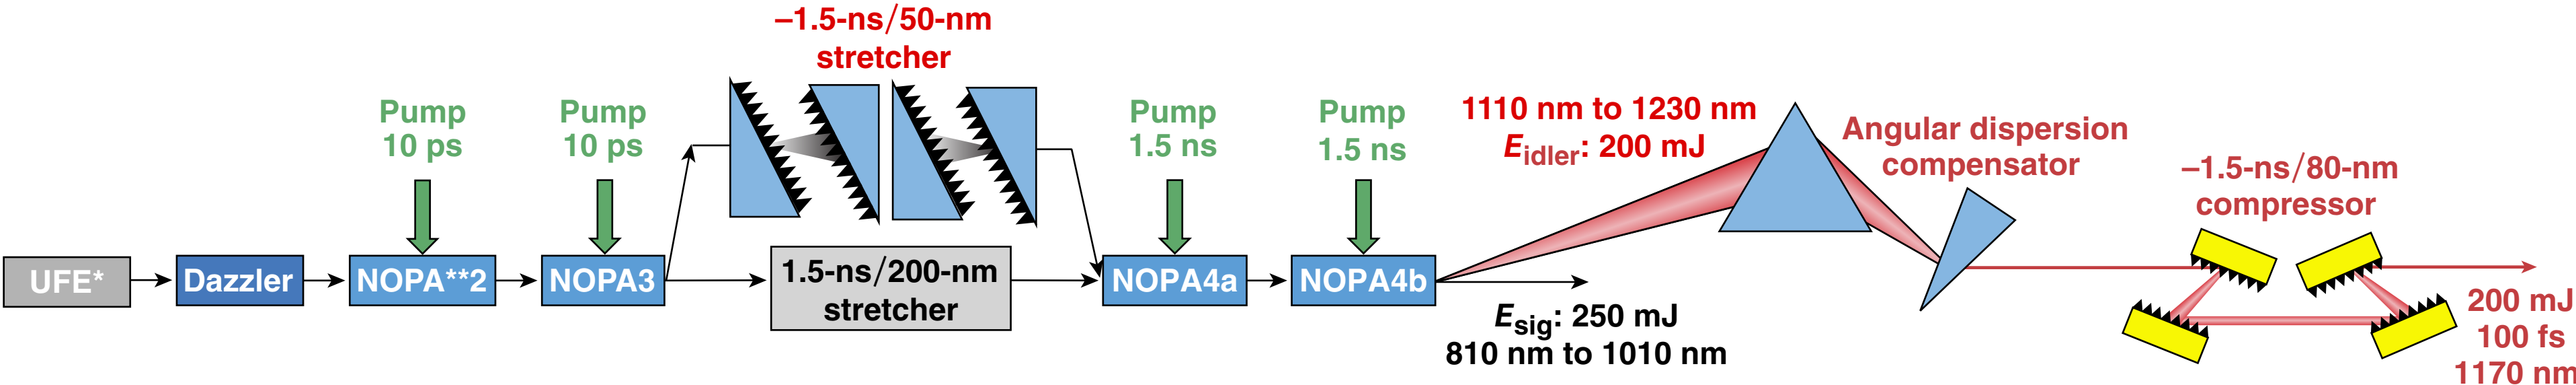 –1.5-ns/50-nm
stretcher
Pump
10 ps
Pump
10 ps
Pump
1.5 ns
Pump
1.5 ns
1110 nm to 1230 nm
Eidler: 200 mJ
Angular dispersion
compensator
–1.5-ns/80-nm
compressor
UFE*
Dazzler
NOPA**2
NOPA3
1.5-ns/200-nm
stretcher
NOPA4a
NOPA4b
Esig: 250 mJ
810 nm to 1010 nm
200 mJ
100 fs
1170 nm